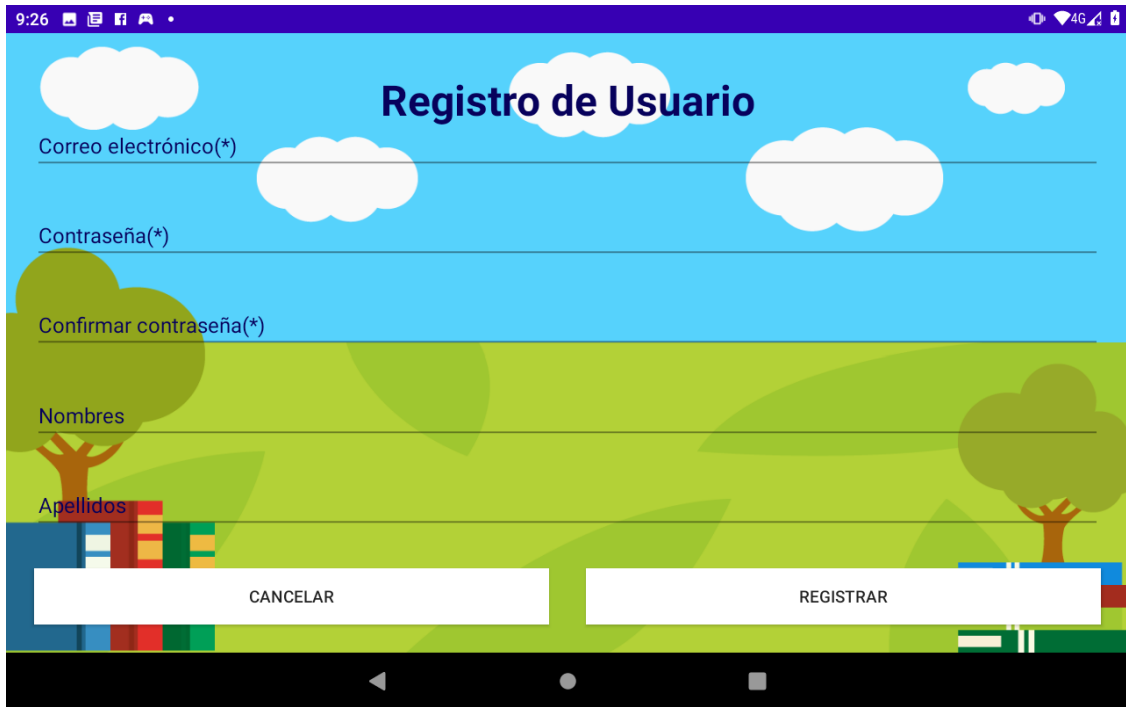 9:26 4G
Registro de Usuario
Correo electrónico(*)
Contraseña(*)
Confirmar contraseña(*)
Nombres
Apellidos
CANCELAR REGISTRAR